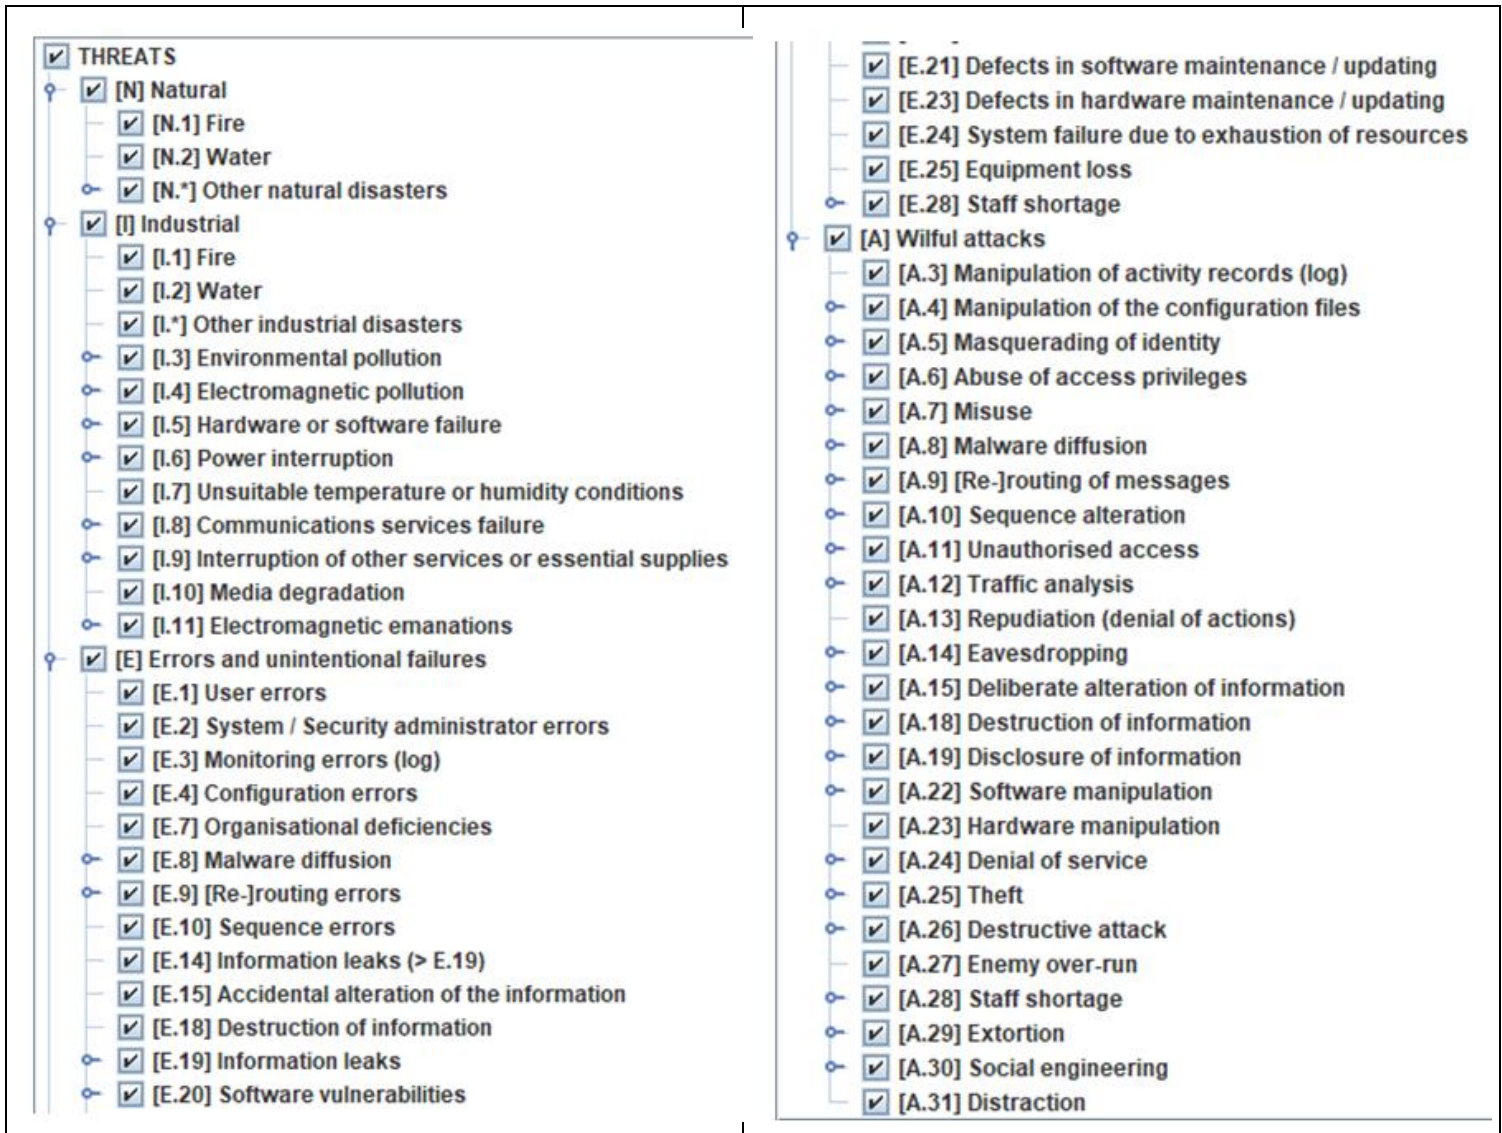 THREATS
[N] Natural
[N.1] Fire
[N.2] Water
[N.*] Other natural disasters
[I] Industrial
[I.1] Fire
[I.2] Water
[I.*] Other industrial disasters
[I.3] Environmental pollution
[I.4] Electromagnetic pollution
[I.5] Hardware or software failure
[I.6] Power interruption
[I.7] Unsuitable temperature or humidity conditions
[I.8] Communications services failure
[I.9] Interruption of other services or essential supplies
[I.10] Media degradation
[I.11] Electromagnetic emanations
[E] Errors and unintentional failures
[E.1] User errors
[E.2] System / Security administrator errors
[E.3] Monitoring errors (log)
[E.4] Configuration errors
[E.7] Organisational deficiencies
[E.8] Malware diffusion
[E.9] [Re-]routing errors
[E.10] Sequence errors
[E.14] Information leaks (> E.19)
[E.15] Accidental alteration of the information
[E.18] Destruction of information
[E.19] Information leaks
[E.20] Software vulnerabilities
[E.21] Defects in software maintenance / updating
[E.23] Defects in hardware maintenance / updating
[E.24] System failure due to exhaustion of resources
[E.25] Equipment loss
[E.28] Staff shortage
[A] Wilful attacks
[A.3] Manipulation of activity records (log)
[A.4] Manipulation of the configuration files
[A.5] Masquerading of identity
[A.6] Abuse of access privileges
[A.7] Misuse
[A.8] Malware diffusion
[A.9] [Re-]routing of messages
[A.10] Sequence alteration
[A.11] Unauthorised access
[A.12] Traffic analysis
[A.13] Repudiation (denial of actions)
[A.14] Eavesdropping
[A.15] Deliberate alteration of information
[A.18] Destruction of information
[A.19] Disclosure of information
[A.22] Software manipulation
[A.23] Hardware manipulation
[A.24] Denial of service
[A.25] Theft
[A.26] Destructive attack
[A.27] Enemy over-run
[A.28] Staff shortage
[A.29] Extortion
[A.30] Social engineering
[A.31] Distraction